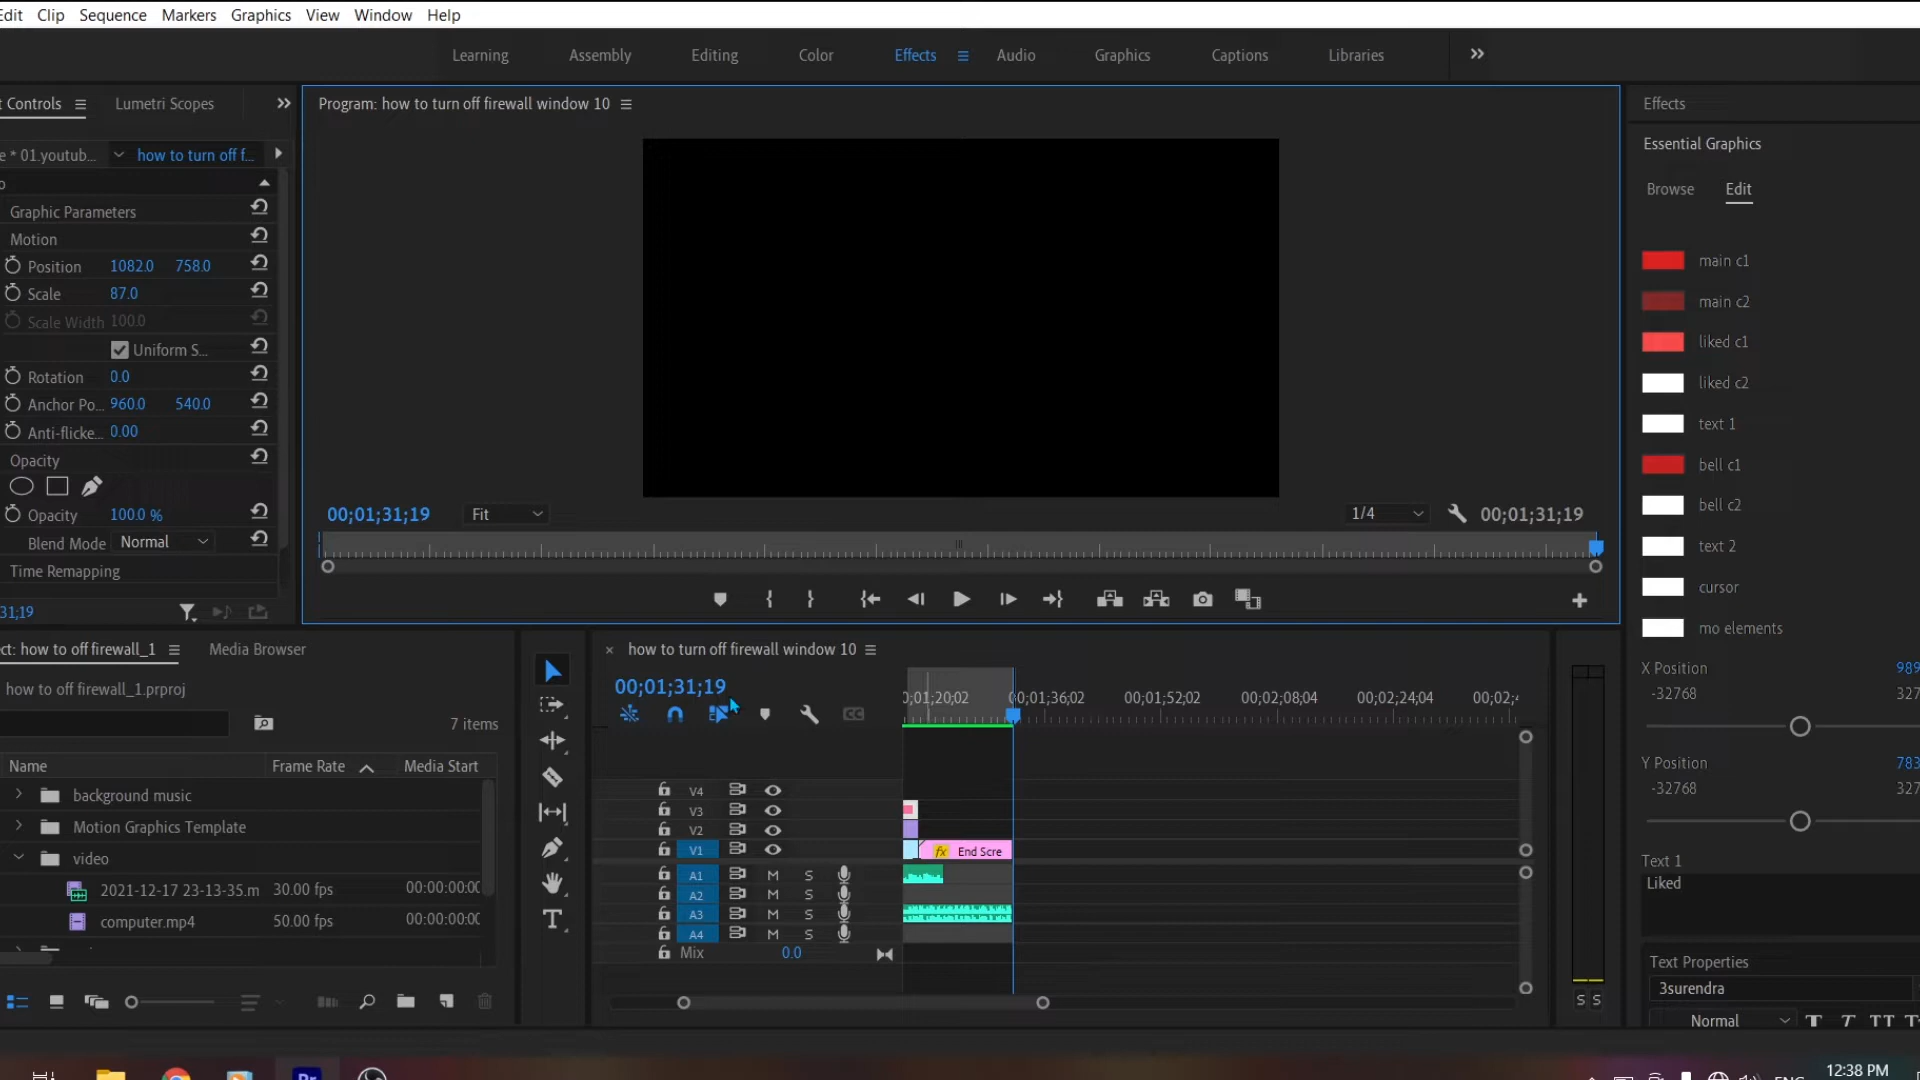 Edit Clip Sequence Markers Graphics View Window Help
Learning Assembly Editing Color Effects Audio Graphics Captions Libraries
t Controls Lumetri Scopes
Program: how to turn off firewall window 10
Effects
Essential Graphics
Browse Edit
e * 01.youtub... how to turn off f...
o
Graphic Parameters
Motion
Position 1082.0 758.0
Scale 87.0
Scale Width 100.0
Uniform S...
Rotation 0.0
Anchor Po... 960.0 540.0
Anti-flicke... 0.00
Opacity
Opacity 100.0 %
Blend Mode Normal
Time Remapping
31;19
00;01;31;19 Fit 1/4 00;01;31;19
main c1
main c2
liked c1
liked c2
text 1
bell c1
bell c2
text 2
cursor
mo elements
X Position 989
-32768 327
Y Position 783
-32768 327
Text 1
Liked
Text Properties
3surendra
Normal
ct: how to off firewall_1 Media Browser
how to off firewall_1.prproj
7 items
Name Frame Rate Media Start
background music
Motion Graphics Template
video
2021-12-17 23-13-35.m 30.00 fps 00:00:00:00
computer.mp4 50.00 fps 00:00:00:00
× how to turn off firewall window 10
00;01;31;19
0;01;20;02 00;01;36;02 00;01;52;02 00;02;08;04 00;02;24;04 00;02;4
V4
V3
V2
V1 fx End Scre
A1 M S
A2 M S
A3 M S
A4 M S
Mix 0.0
S S
Pr
ENG
12:38 PM